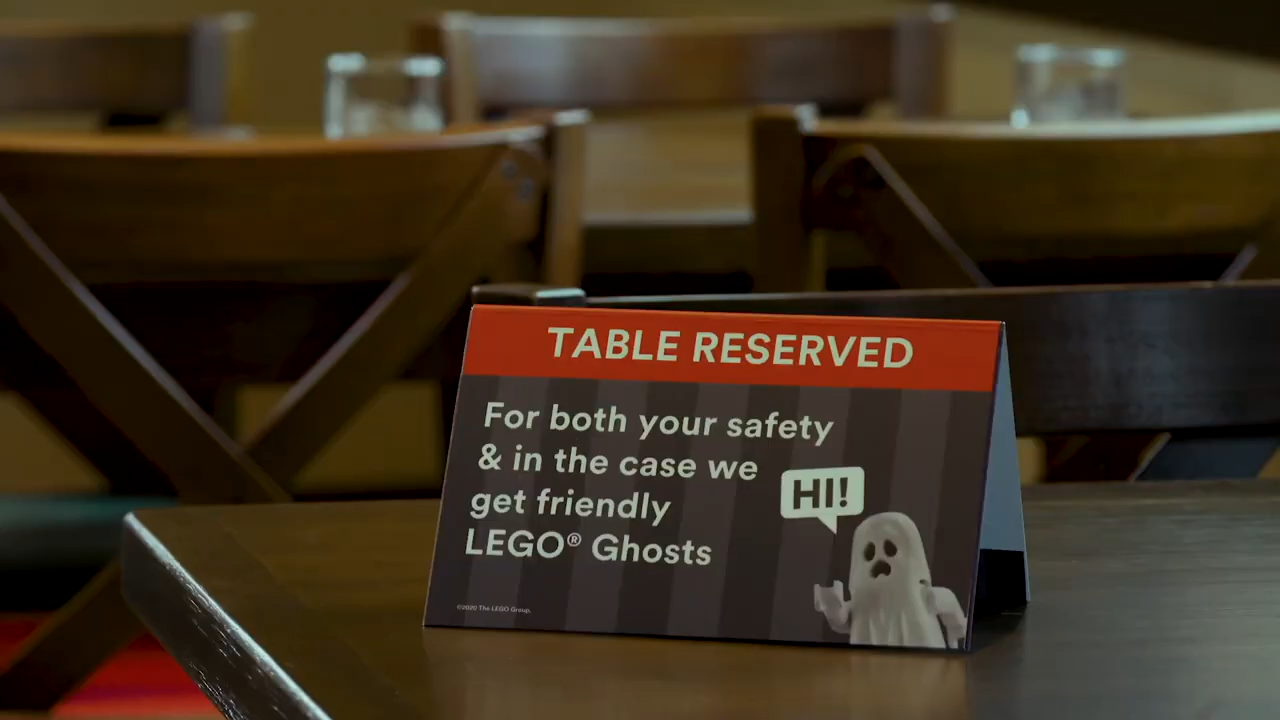 TABLE RESERVED
For both your safety
& in the case we
get friendly
LEGO® Ghosts
HI!
©2020 The LEGO Group.